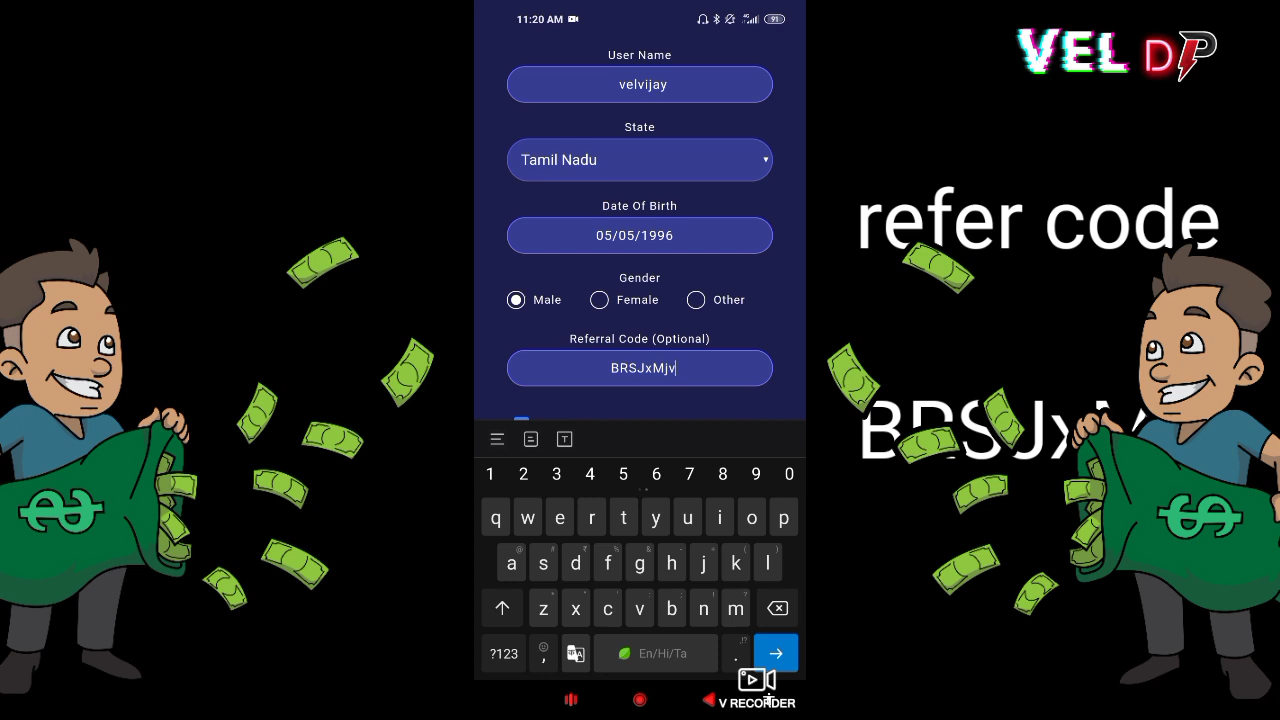 11:20 AM
4G
91
VEL DP
User Name
velvijay
State
Tamil Nadu
Date Of Birth
05/05/1996
Gender
Male Female Other
Referral Code (Optional)
BRSJxMjv
refer code
1 2 3 4 5 6 7 8 9 0
q w e r t y u i o p
a s d f g h j k l
z x c v b n m
?123 , En/Hi/Ta .
V RECORDER